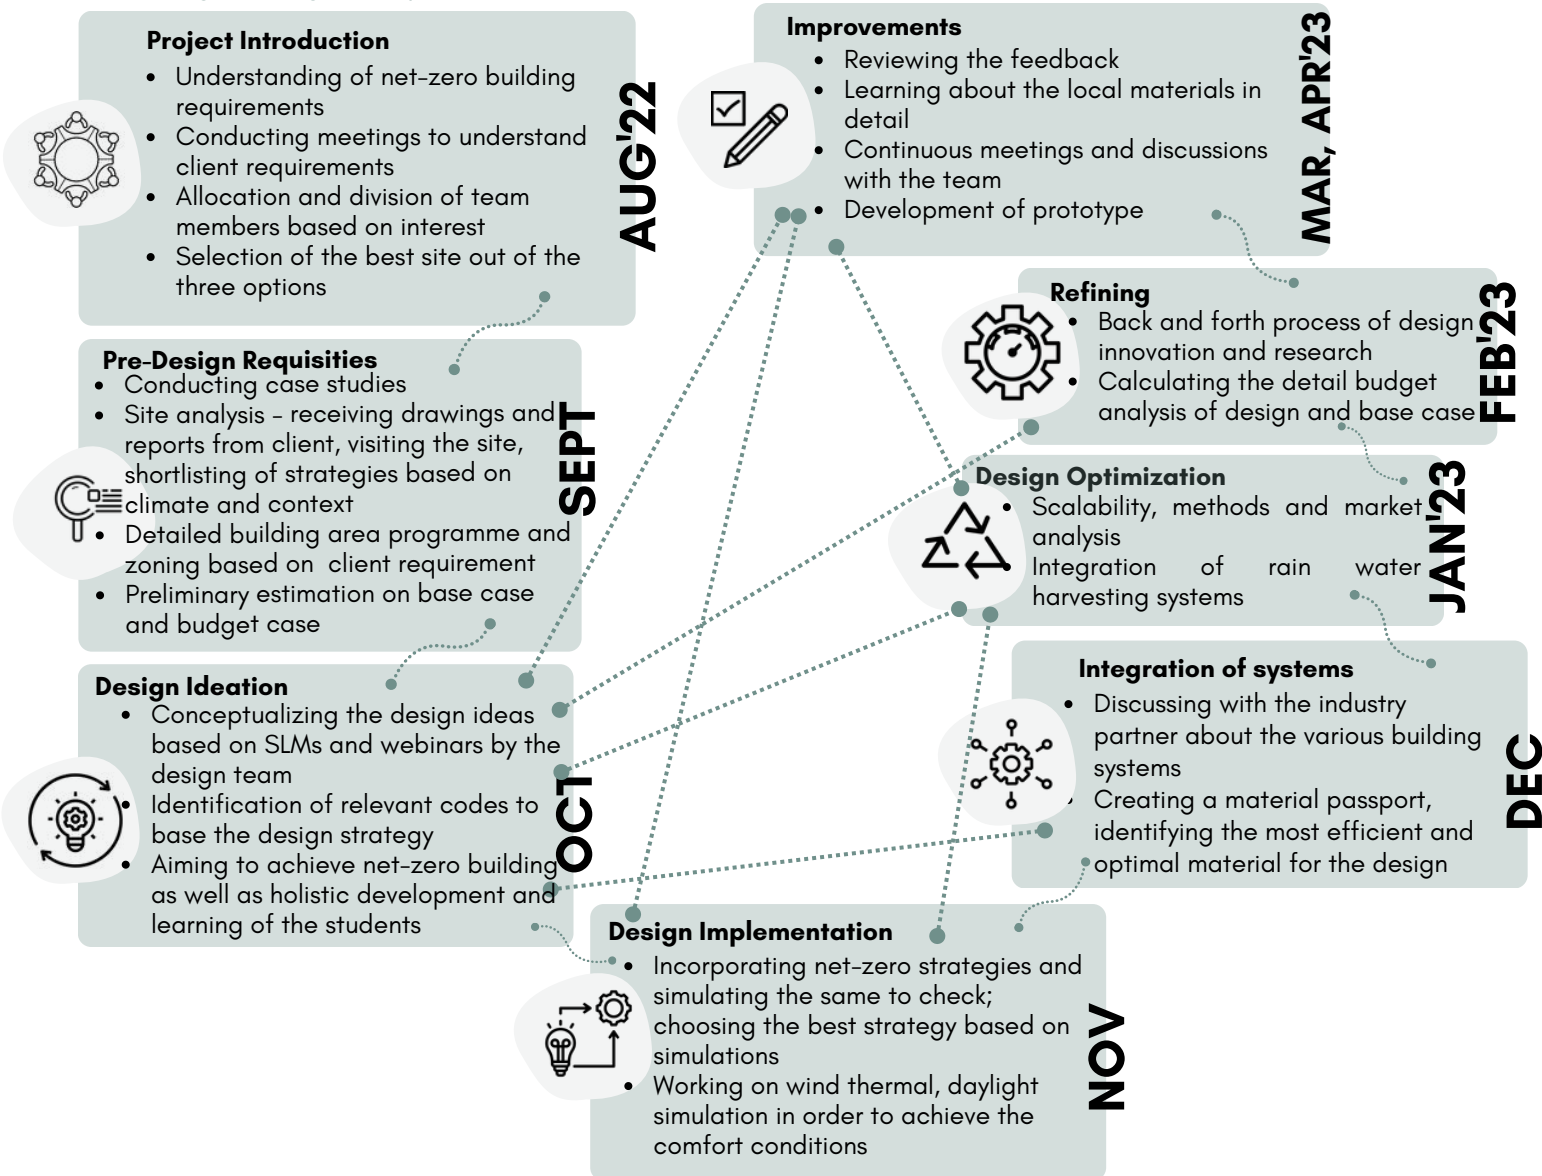 Project Introduction
• Understanding of net-zero building
requirements
• Conducting meetings to understand
client requirements
• Allocation and division of team
members based on interest
• Selection of the best site out of the
three options
AUG'22
Pre-Design Requisities
• Conducting case studies
• Site analysis - receiving drawings and
reports from client, visiting the site,
shortlisting of strategies based on
climate and context
• Detailed building area programme and
zoning based on client requirement
• Preliminary estimation on base case
and budget case
SEPT
Design Ideation
• Conceptualizing the design ideas
based on SLMs and webinars by the
design team
• Identification of relevant codes to
base the design strategy
• Aiming to achieve net-zero building
as well as holistic development and
learning of the students
OCT
Design Implementation
• Incorporating net-zero strategies and
simulating the same to check;
choosing the best strategy based on
simulations
• Working on wind thermal, daylight
simulation in order to achieve the
comfort conditions
NOV
Integration of systems
• Discussing with the industry
partner about the various building
systems
• Creating a material passport,
identifying the most efficient and
optimal material for the design
DEC
Design Optimization
• Scalability, methods and market
analysis
• Integration of rain water
harvesting systems
JAN'23
Refining
• Back and forth process of design
innovation and research
• Calculating the detail budget
analysis of design and base case
FEB'23
Improvements
• Reviewing the feedback
• Learning about the local materials in
detail
• Continuous meetings and discussions
with the team
• Development of prototype
MAR, APR'23